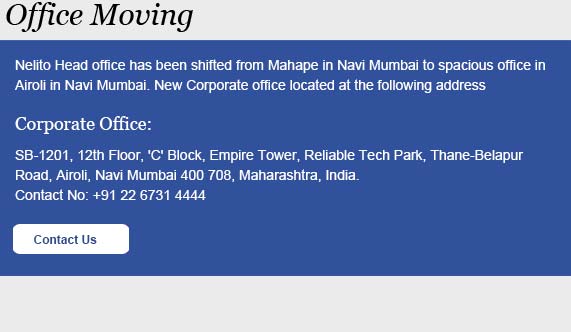 Office Moving
Nelito Head office has been shifted from Mahape in Navi Mumbai to spacious office in
Airoli in Navi Mumbai. New Corporate office located at the following address
Corporate Office:
SB-1201, 12th Floor, 'C' Block, Empire Tower, Reliable Tech Park, Thane-Belapur
Road, Airoli, Navi Mumbai 400 708, Maharashtra, India.
Contact No: +91 22 6731 4444
Contact Us